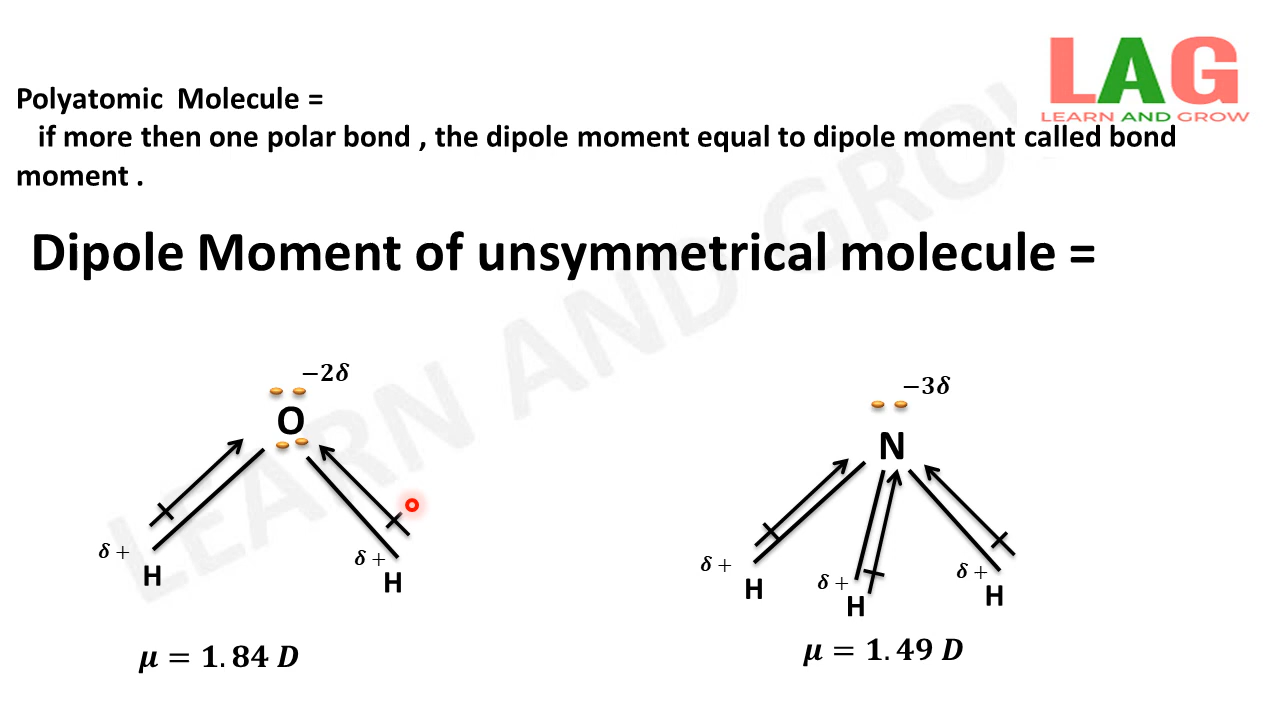 LAG
LEARN AND GROW
Polyatomic Molecule =
if more then one polar bond , the dipole moment equal to dipole moment called bond
moment .
Dipole Moment of unsymmetrical molecule =
LEARN AND GROW
−2δ
O
δ +
H
δ +
H
μ = 1.84 D
−3δ
N
δ +
H
δ +
H
δ +
H
μ = 1.49 D